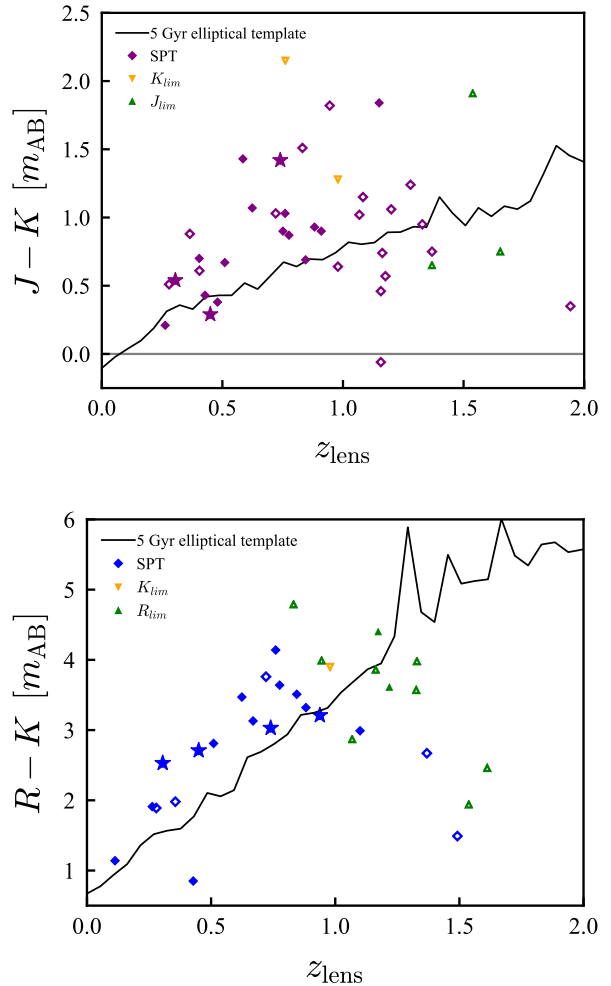 2.5
5 Gyr elliptical template
SPT
K_lim
J_lim
2.0
1.5
1.0
0.5
0.0
J − K [m_AB]
0.0 0.5 1.0 1.5 2.0
z_lens
6
5 Gyr elliptical template
SPT
K_lim
R_lim
5
4
3
2
1
R − K [m_AB]
0.0 0.5 1.0 1.5 2.0
z_lens